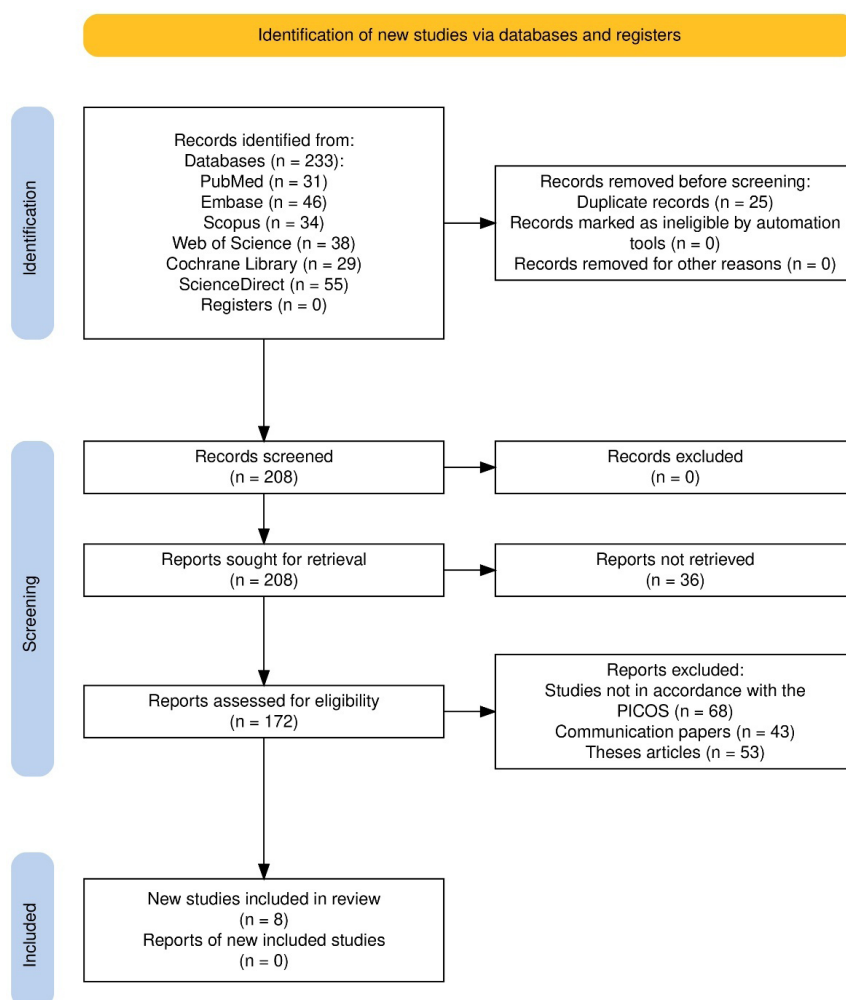 Identification of new studies via databases and registers
Identification
Records identified from:
Databases (n = 233):
PubMed (n = 31)
Embase (n = 46)
Scopus (n = 34)
Web of Science (n = 38)
Cochrane Library (n = 29)
ScienceDirect (n = 55)
Registers (n = 0)
Records removed before screening:
Duplicate records (n = 25)
Records marked as ineligible by automation
tools (n = 0)
Records removed for other reasons (n = 0)
Screening
Records screened
(n = 208)
Records excluded
(n = 0)
Reports sought for retrieval
(n = 208)
Reports not retrieved
(n = 36)
Reports assessed for eligibility
(n = 172)
Reports excluded:
Studies not in accordance with the
PICOS (n = 68)
Communication papers (n = 43)
Theses articles (n = 53)
Included
New studies included in review
(n = 8)
Reports of new included studies
(n = 0)